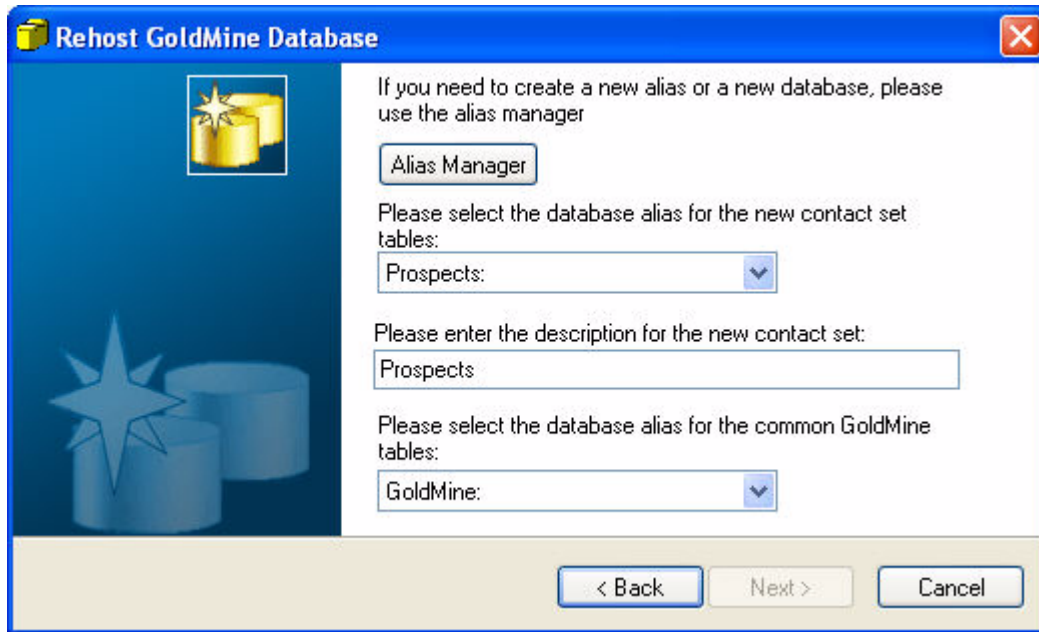 Rehost GoldMine Database
If you need to create a new alias or a new database, please
use the alias manager
Alias Manager
Please select the database alias for the new contact set
tables:
Prospects:
Please enter the description for the new contact set:
Prospects
Please select the database alias for the common GoldMine
tables:
GoldMine:
< Back
Next >
Cancel